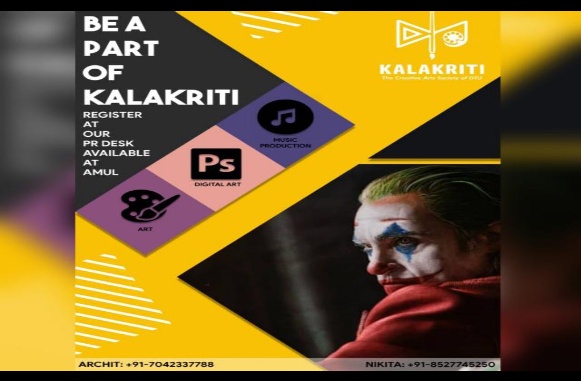 BE A
PART
OF
KALAKRITI
REGISTER
AT
OUR
PR DESK
AVAILABLE
AT
AMUL
KALAKRITI
The Creative Arts Society of DTU
MUSIC
PRODUCTION
Ps
DIGITAL ART
ART
ARCHIT: +91-7042337788
NIKITA: +91-8527745250